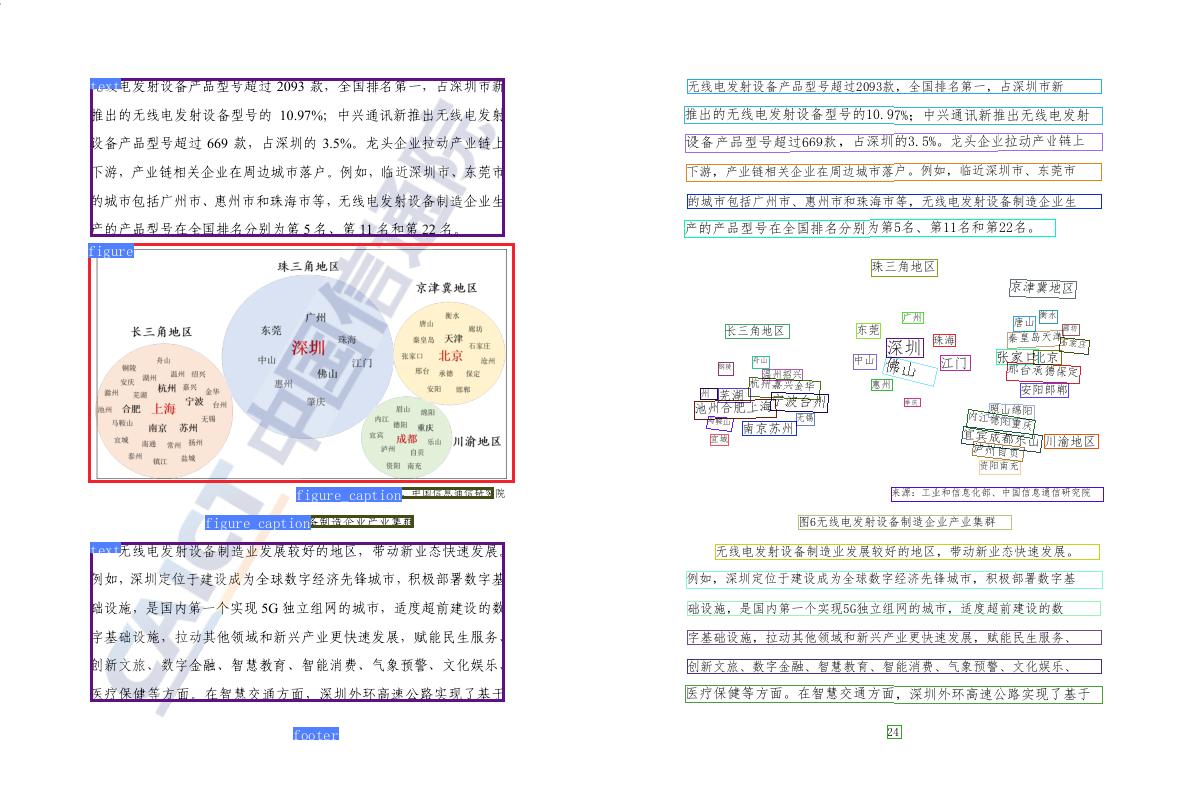 text
无线电发射设备产品型号超过 2093 款，全国排名第一，占深圳市新
推出的无线电发射设备型号的 10.97%；中兴通讯新推出无线电发射
设备产品型号超过 669 款，占深圳的 3.5%。龙头企业拉动产业链上
下游，产业链相关企业在周边城市落户。例如，临近深圳市、东莞市
的城市包括广州市、惠州市和珠海市等，无线电发射设备制造企业生
产的产品型号在全国排名分别为第 5 名、第 11 名和第 22 名。
figure
珠三角地区
广州
东莞
深圳
珠海
中山
佛山
江门
惠州
肇庆
京津冀地区
衡水
唐山
廊坊
秦皇岛 天津
石家庄
张家口 北京
沧州
邢台 承德 保定
安阳 邯郸
长三角地区
舟山
铜陵
温州 绍兴
安庆 湖州
滁州 芜湖 杭州 嘉兴 金华
池州 合肥 上海 宁波 台州
马鞍山 南京 苏州 无锡
宣城 南通 常州 扬州
泰州 镇江 盐城
川渝地区
眉山 绵阳
内江 德阳 重庆
宜宾 成都 乐山
泸州 自贡
资阳 南充
figure caption
、中国信息通信研究院
figure caption
备制造企业产业集群
text
无线电发射设备制造业发展较好的地区，带动新业态快速发展。
例如，深圳定位于建设成为全球数字经济先锋城市，积极部署数字基
础设施，是国内第一个实现 5G 独立组网的城市，适度超前建设的数
字基础设施，拉动其他领域和新兴产业更快速发展，赋能民生服务、
创新文旅、数字金融、智慧教育、智能消费、气象预警、文化娱乐、
医疗保健等方面。在智慧交通方面，深圳外环高速公路实现了基于
footer
CAICT 中国信通院
无线电发射设备产品型号超过2093款，全国排名第一，占深圳市新
推出的无线电发射设备型号的10.97%；中兴通讯新推出无线电发射
设备产品型号超过669款，占深圳的3.5%。龙头企业拉动产业链上
下游，产业链相关企业在周边城市落户。例如，临近深圳市、东莞市
的城市包括广州市、惠州市和珠海市等，无线电发射设备制造企业生
产的产品型号在全国排名分别为第5名、第11名和第22名。
珠三角地区
广州
东莞
深圳
珠海
中山
佛山
江门
惠州
肇庆
京津冀地区
衡水
唐山
廊坊
秦皇岛天津
石家庄
张家口北京
邢台承德保定
安阳邯郸
长三角地区
舟山
铜陵
温州绍兴
杭州嘉兴金华
州
芜湖
宁波台州
池州合肥上海
马鞍山
无锡
南京苏州
宣城
眉山绵阳
内江德阳重庆
宜宾成都乐山
川渝地区
泸州自贡
资阳南充
来源：工业和信息化部、中国信息通信研究院
图6无线电发射设备制造企业产业集群
无线电发射设备制造业发展较好的地区，带动新业态快速发展。
例如，深圳定位于建设成为全球数字经济先锋城市，积极部署数字基
础设施，是国内第一个实现5G独立组网的城市，适度超前建设的数
字基础设施，拉动其他领域和新兴产业更快速发展，赋能民生服务、
创新文旅、数字金融、智慧教育、智能消费、气象预警、文化娱乐、
医疗保健等方面。在智慧交通方面，深圳外环高速公路实现了基于
24